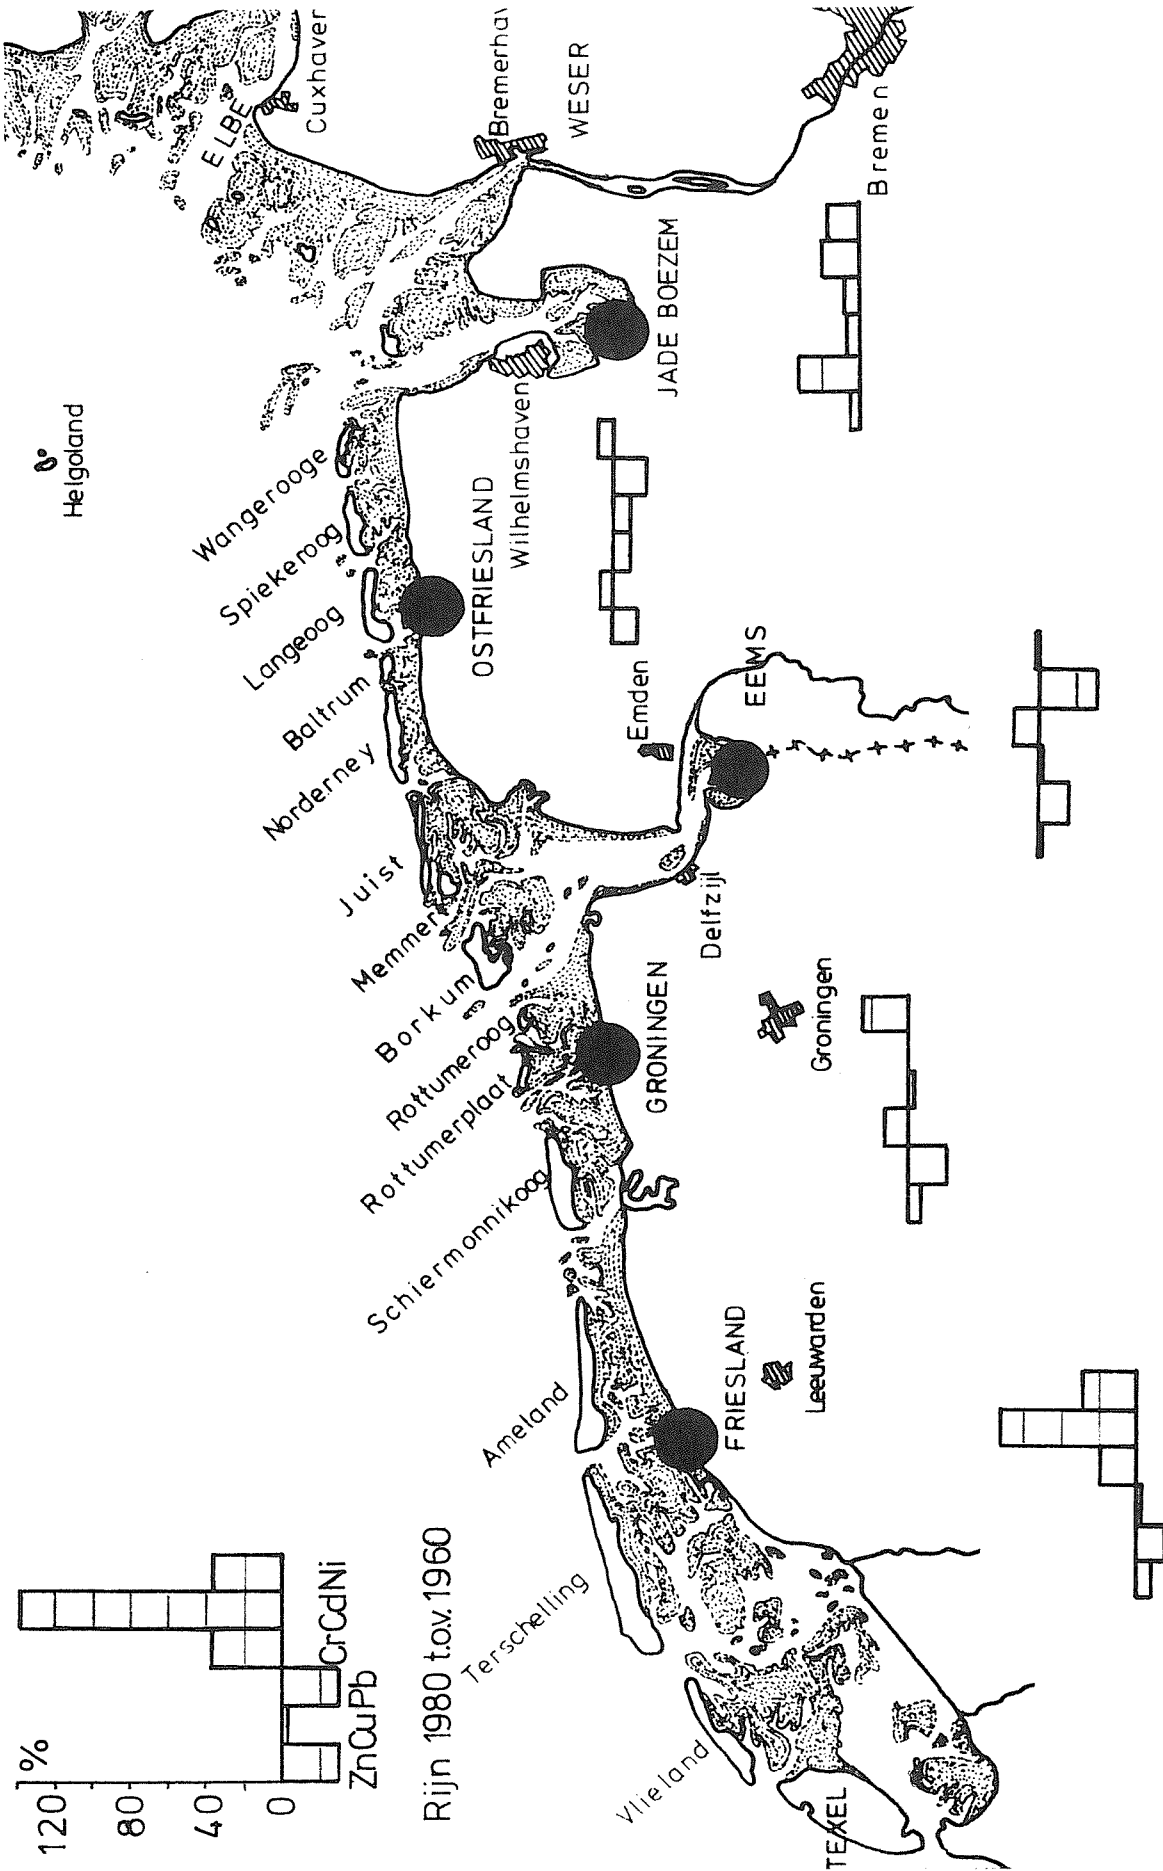 %
120
80
40
0
ZnCuPb
CrCdNi
Rijn 1980 t.o.v. 1960
Helgoland
ELBE
Cuxhaven
WESER
Bremen
JADE BOEZEM
Wilhelmshaven
Wangerooge
Spiekeroog
Langeoog
Baltrum
Norderney
Juist
Memmer
Borkum
Rottumeroog
Rottumerplaat
Schiermonnikoog
Ameland
Terschelling
Vlieland
TEXEL
OSTFRIESLAND
Emden
EEMS
Delfzijl
GRONINGEN
Groningen
FRIESLAND
Leeuwarden